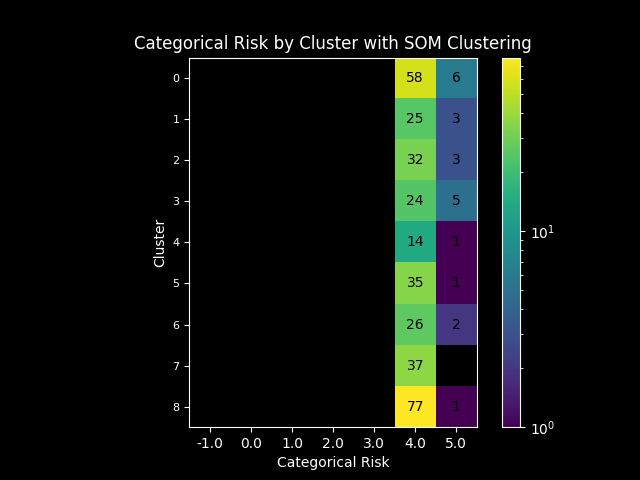 Categorical Risk by Cluster with SOM Clustering
0 58 6
1 25 3
2 32 3
3 24 5
4 14 1
5 35 1
6 26 2
7 37
8 77 1
-1.0 0.0 1.0 2.0 3.0 4.0 5.0
Categorical Risk
Cluster
10¹
10⁰